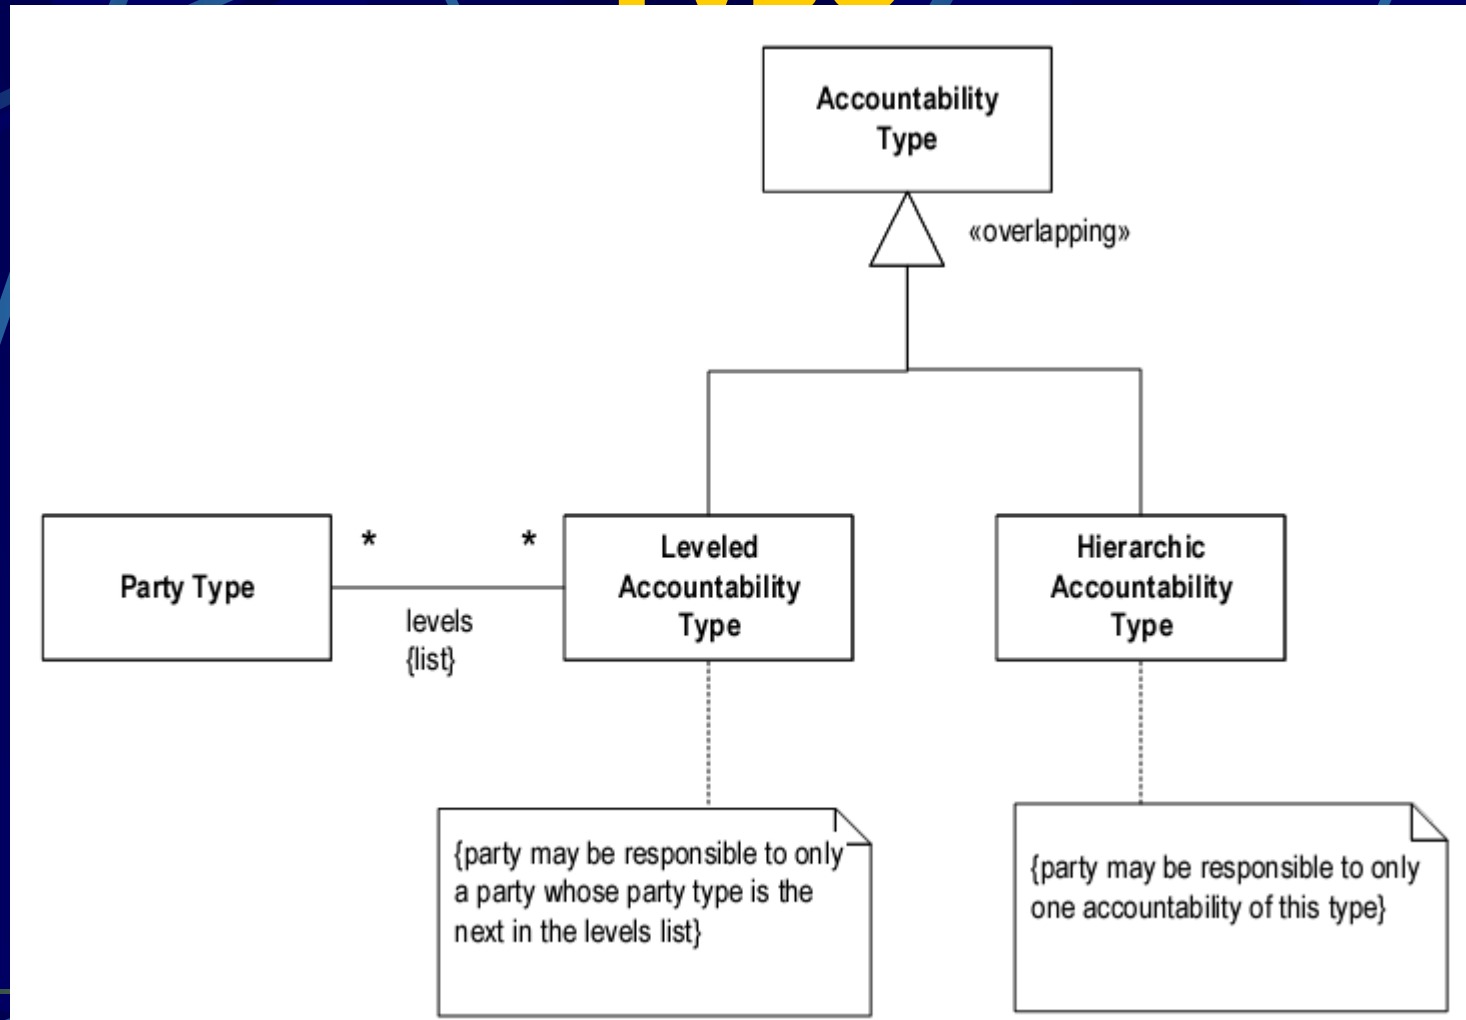 Accountability
Type
«overlapping»
Party Type
*
*
levels
{list}
Leveled
Accountability
Type
Hierarchic
Accountability
Type
{party may be responsible to only
a party whose party type is the
next in the levels list}
{party may be responsible to only
one accountability of this type}